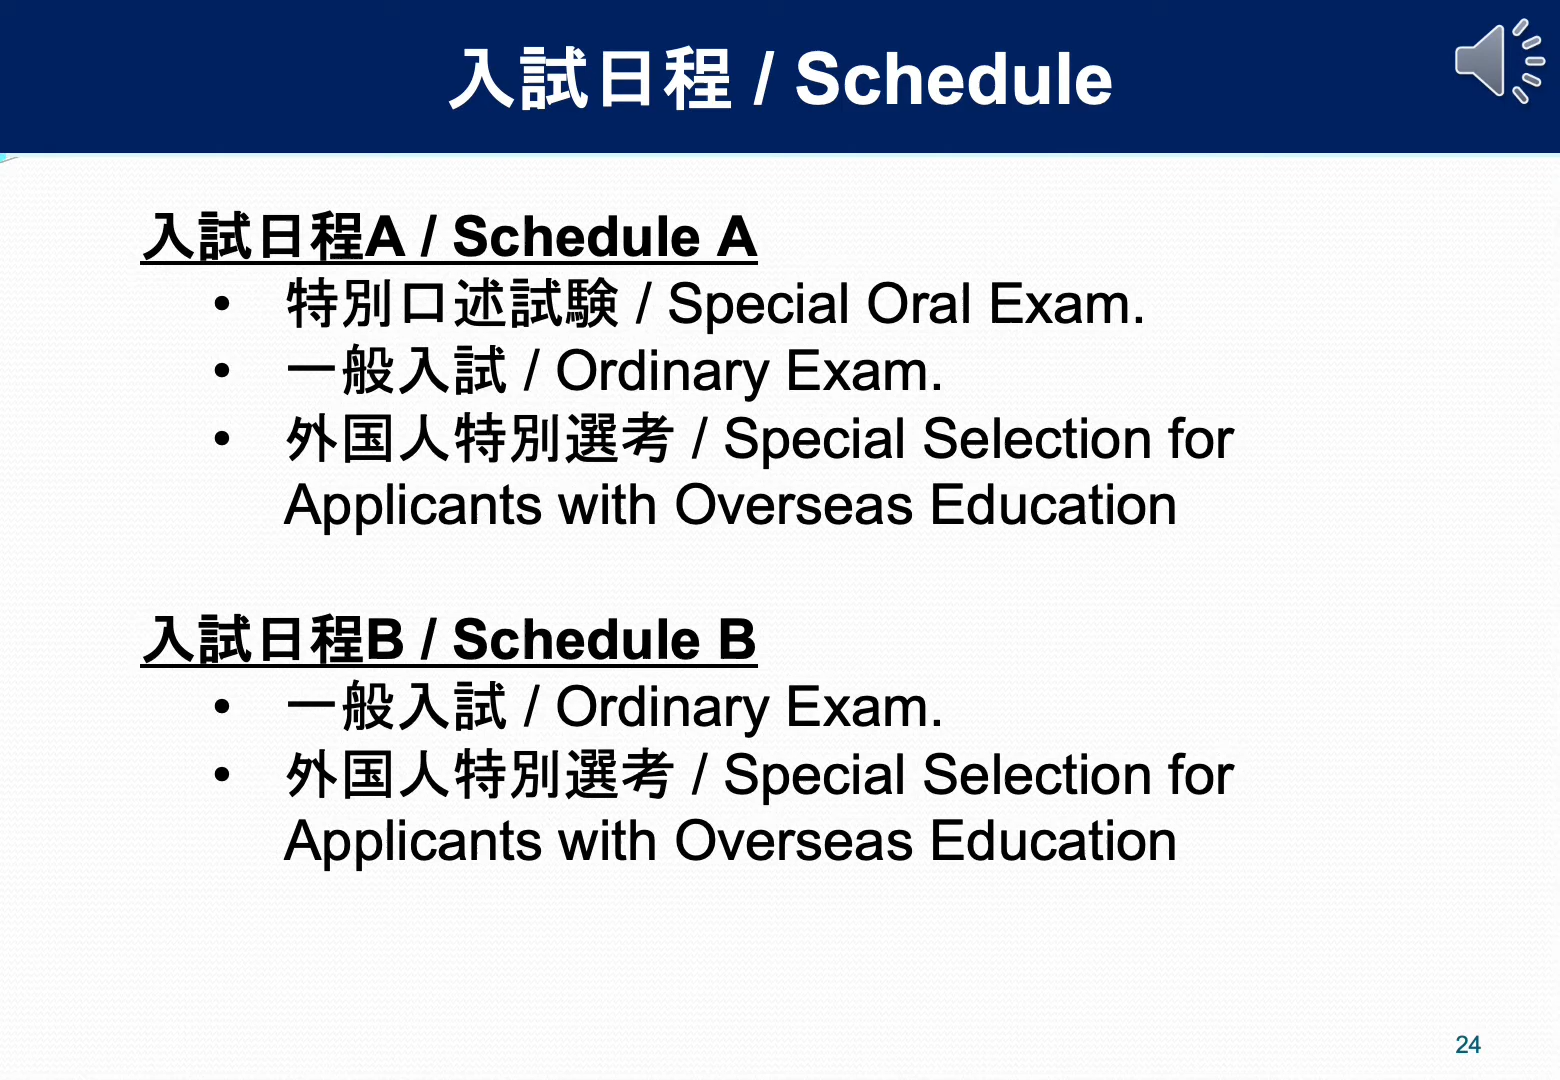 入試日程 / Schedule
入試日程A / Schedule A
• 特別口述試験 / Special Oral Exam.
• 一般入試 / Ordinary Exam.
• 外国人特別選考 / Special Selection for
Applicants with Overseas Education
入試日程B / Schedule B
• 一般入試 / Ordinary Exam.
• 外国人特別選考 / Special Selection for
Applicants with Overseas Education
24